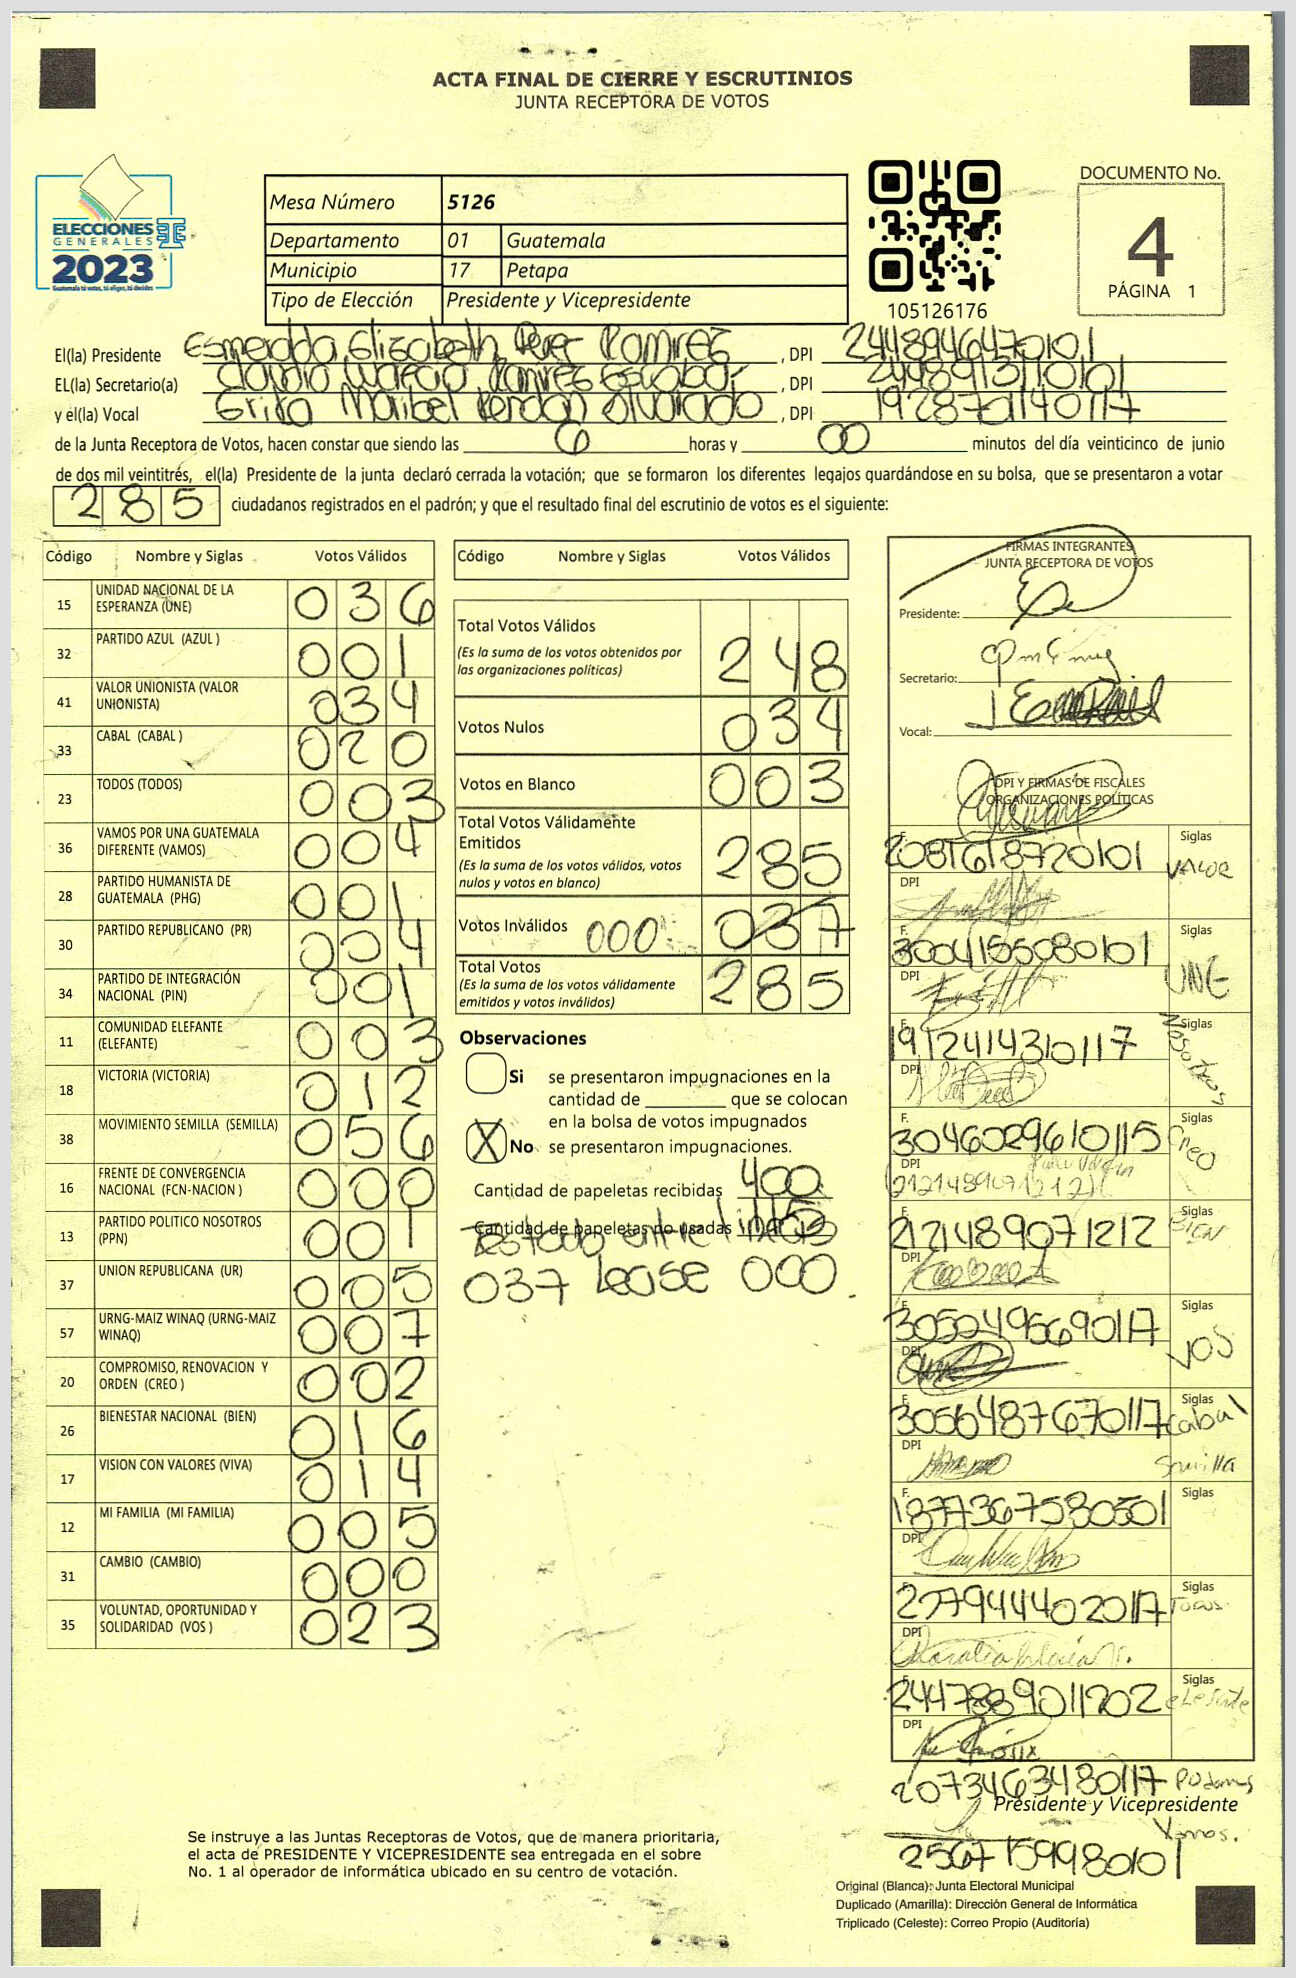 ACTA FINAL DE CIERRE Y ESCRUTINIOS
JUNTA RECEPTORA DE VOTOS
ELECCIONES
GENERALES
2023
Guatemala tú votas, tú eliges, tú decides
Mesa Número 5126
Departamento 01 Guatemala
Municipio 17 Petapa
Tipo de Elección Presidente y Vicepresidente
105126176
DOCUMENTO No.
4
PÁGINA 1
El(la) Presidente Esmeralda Elizabeth Perez Ramirez , DPI 2448946470101
EL(la) Secretario(a) Claudia Ramirez Escobar , DPI
y el(la) Vocal Maribel Alvarado , DPI 1928701140117
de la Junta Receptora de Votos, hacen constar que siendo las 6 horas y 00 minutos del día veinticinco de junio
de dos mil veintitrés, el(la) Presidente de la junta declaró cerrada la votación; que se formaron los diferentes legajos quardándose en su bolsa, que se presentaron a votar
285 ciudadanos registrados en el padrón; y que el resultado final del escrutinio de votos es el siguiente:
Código Nombre y Siglas Votos Válidos
15 UNIDAD NACIONAL DE LA ESPERANZA (UNE) 036
32 PARTIDO AZUL (AZUL ) 001
41 VALOR UNIONISTA (VALOR UNIONISTA) 034
33 CABAL (CABAL ) 020
23 TODOS (TODOS) 003
36 VAMOS POR UNA GUATEMALA DIFERENTE (VAMOS) 004
28 PARTIDO HUMANISTA DE GUATEMALA (PHG) 001
30 PARTIDO REPUBLICANO (PR) 004
34 PARTIDO DE INTEGRACIÓN NACIONAL (PIN) 001
11 COMUNIDAD ELEFANTE (ELEFANTE) 003
18 VICTORIA (VICTORIA) 012
38 MOVIMIENTO SEMILLA (SEMILLA) 056
16 FRENTE DE CONVERGENCIA NACIONAL (FCN-NACION ) 000
13 PARTIDO POLITICO NOSOTROS (PPN) 001
37 UNION REPUBLICANA (UR) 005
57 URNG-MAIZ WINAQ (URNG-MAIZ WINAQ) 007
20 COMPROMISO, RENOVACION Y ORDEN (CREO ) 002
26 BIENESTAR NACIONAL (BIEN) 016
17 VISION CON VALORES (VIVA) 014
12 MI FAMILIA (MI FAMILIA) 005
31 CAMBIO (CAMBIO) 000
35 VOLUNTAD, OPORTUNIDAD Y SOLIDARIDAD (VOS ) 023
Código Nombre y Siglas Votos Válidos
Total Votos Válidos 248
(Es la suma de los votos obtenidos por
las organizaciones políticas)
Votos Nulos 034
Votos en Blanco 003
Total Votos Válidamente
Emitidos 285
(Es la suma de los votos válidos, votos
nulos y votos en blanco)
Votos Inválidos 000 037
Total Votos 285
(Es la suma de los votos válidamente
emitidos y votos inválidos)
Observaciones
Si se presentaron impugnaciones en la
cantidad de que se colocan
en la bolsa de votos impugnados
X No se presentaron impugnaciones.
Cantidad de papeletas recibidas 400
Cantidad de papeletas no usadas 115
Testado entre lineas
037 Lease 000.
FIRMAS INTEGRANTES
JUNTA RECEPTORA DE VOTOS
Presidente:
Secretario:
Vocal:
DPI Y FIRMAS DE FISCALES
ORGANIZACIONES POLÍTICAS
F. 2081618720101 Siglas VALOR
DPI
F. 3004155080101 Siglas UNE
DPI
F. 1912414310117 Siglas Nosotros
DPI
F. 3046029610115 Siglas Creo
DPI
F. 2121489071212 Siglas BIEN
DPI
F. 3052495690117 Siglas VOS
DPI
F. 3056487670117 Siglas Cabal
DPI
Semilla
F. 1877367580501 Siglas
DPI
F. 2779444020117 Siglas Todos
DPI
F. 2447889011202 Siglas elefante
DPI
2073463480117 Podemos
Presidente y Vicepresidente
Vamos.
2567159980101
Se instruye a las Juntas Receptoras de Votos, que de manera prioritaria,
el acta de PRESIDENTE Y VICEPRESIDENTE sea entregada en el sobre
No. 1 al operador de informática ubicado en su centro de votación.
Original (Blanca): Junta Electoral Municipal
Duplicado (Amarilla): Dirección General de Informática
Triplicado (Celeste): Correo Propio (Auditoría)